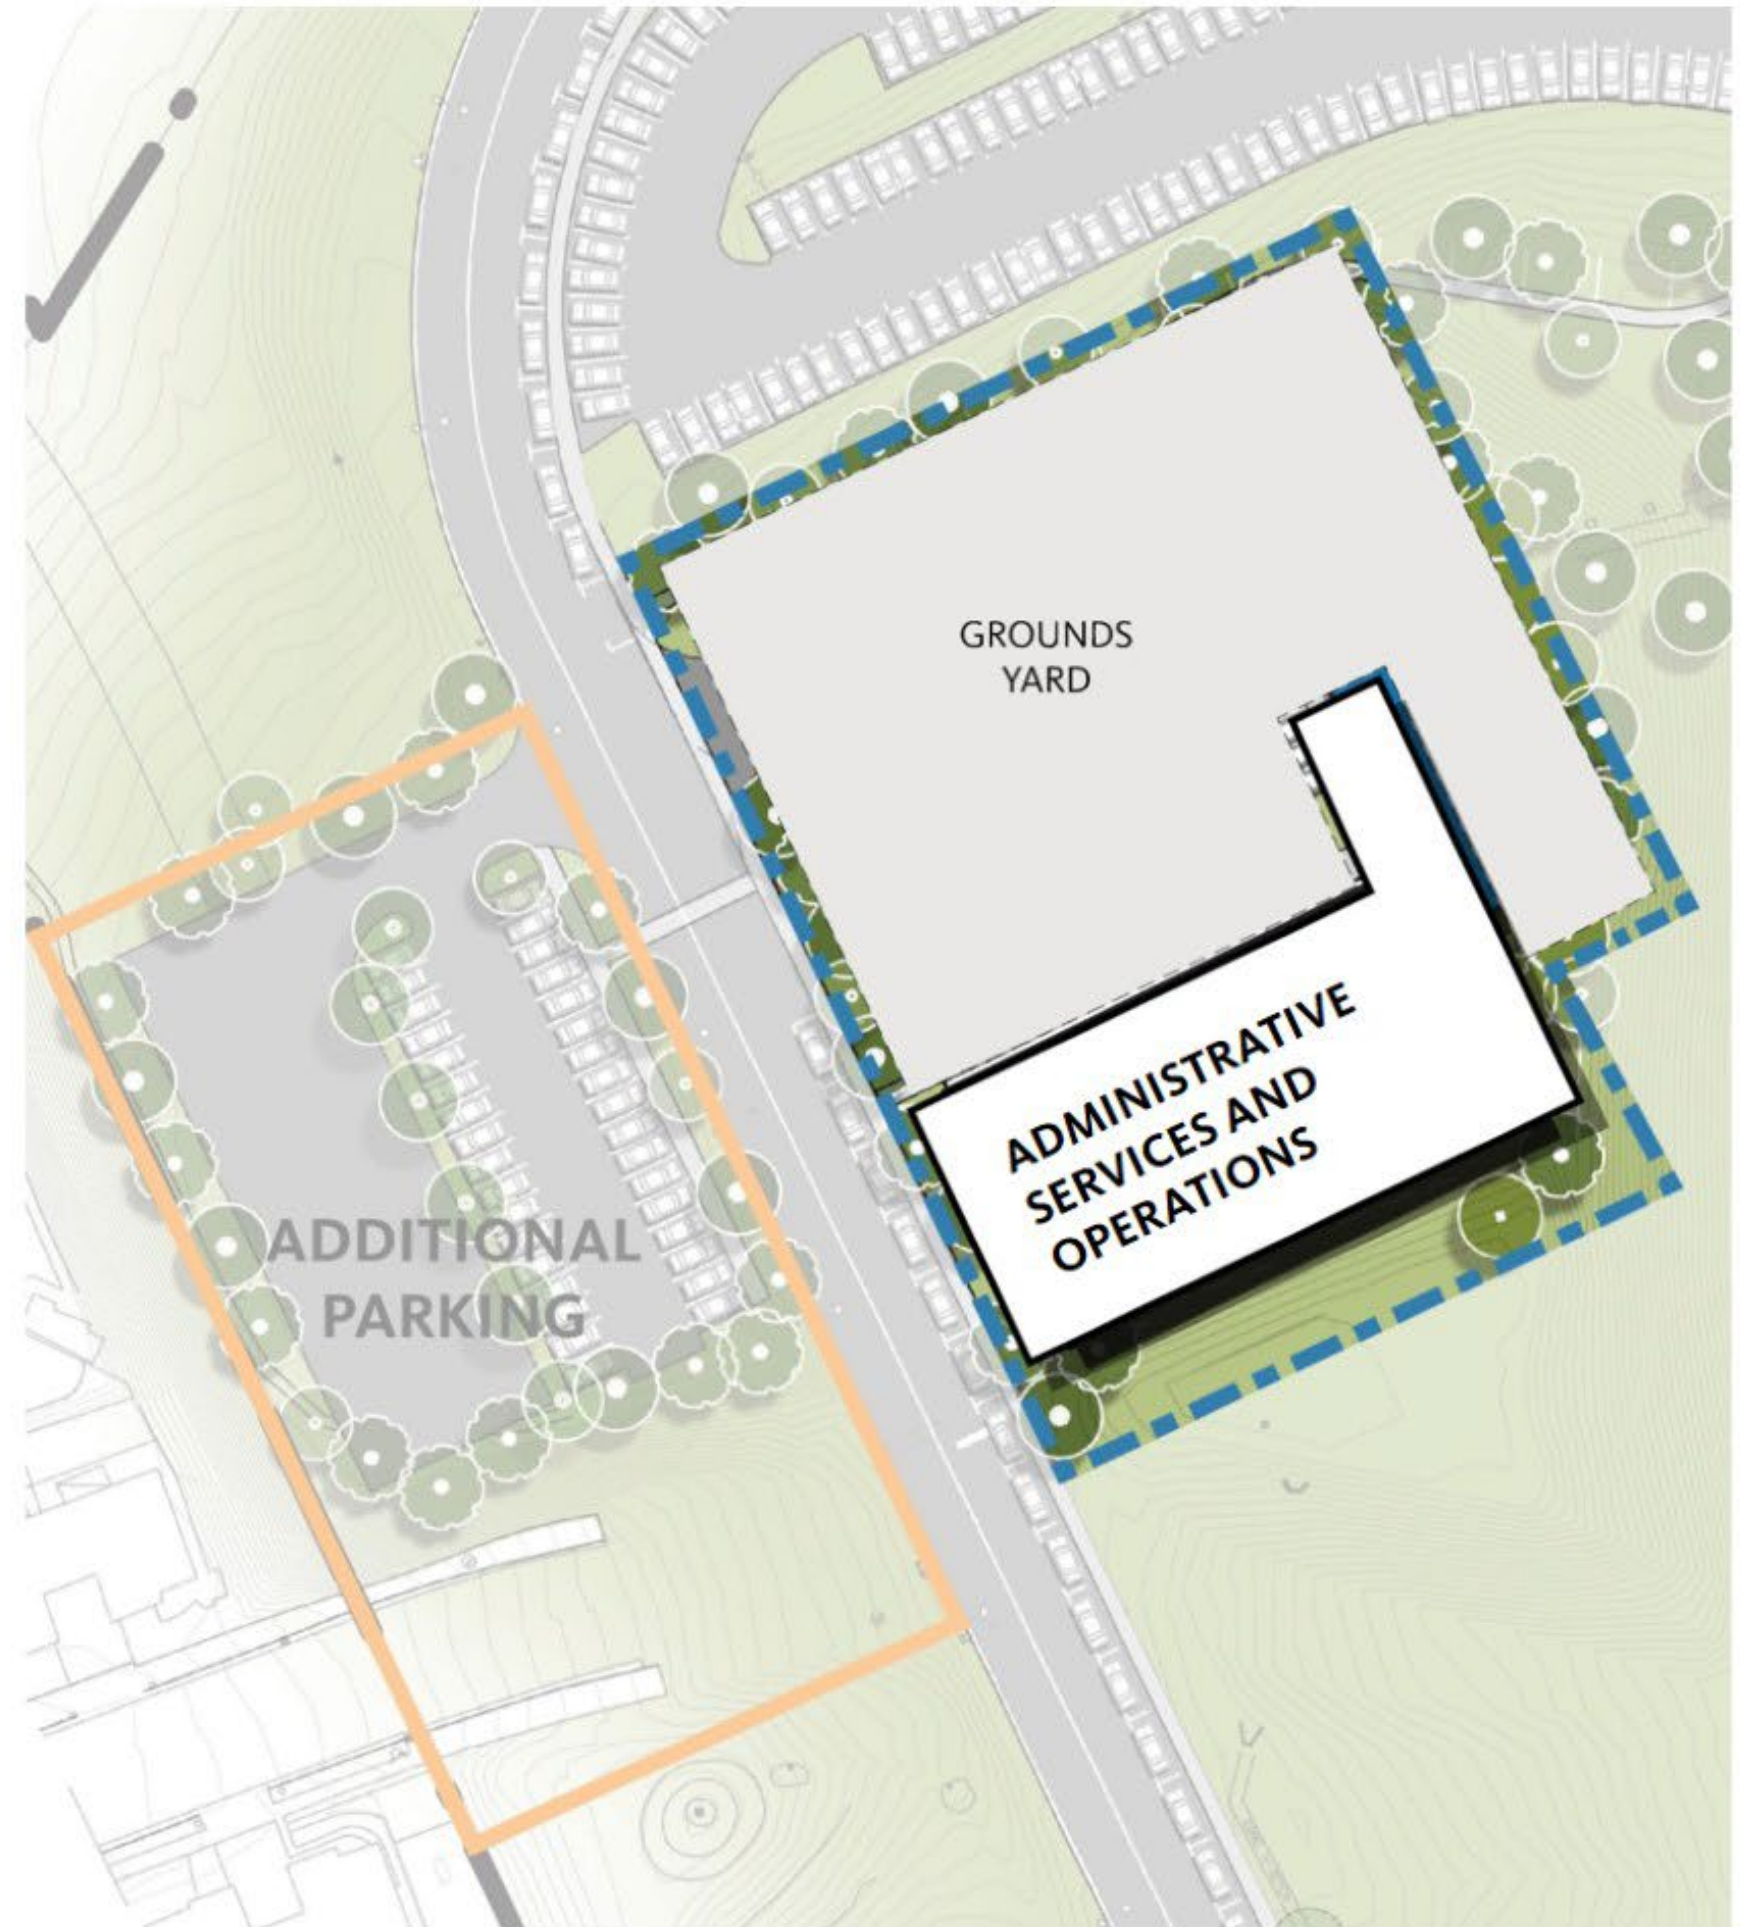 GROUNDS
YARD
ADMINISTRATIVE
SERVICES AND
OPERATIONS
ADDITIONAL
PARKING